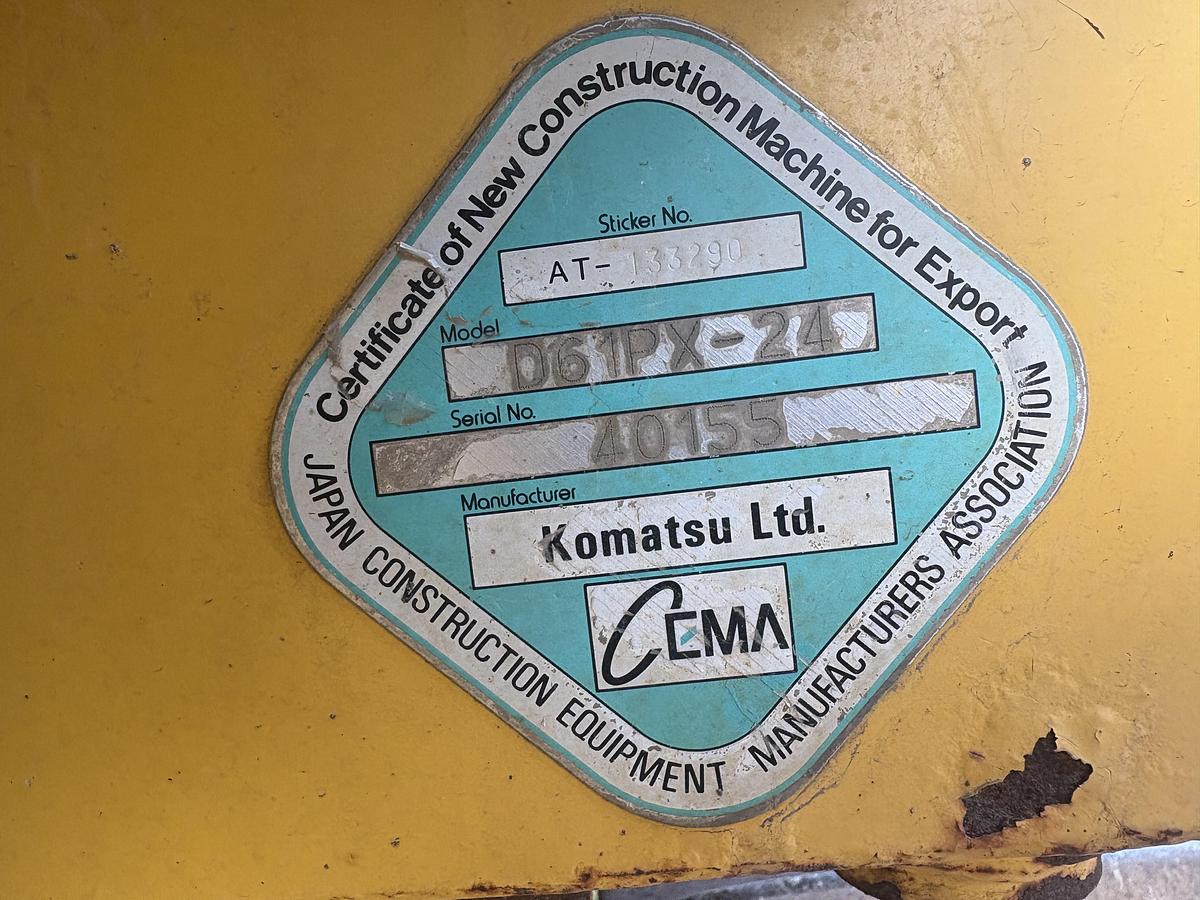 Certificate of New Construction Machine for Export
Sticker No.
AT-133290
Model
D61PX-24
Serial No.
40155
Manufacturer
Komatsu Ltd.
CEMA
JAPAN CONSTRUCTION EQUIPMENT MANUFACTURERS ASSOCIATION